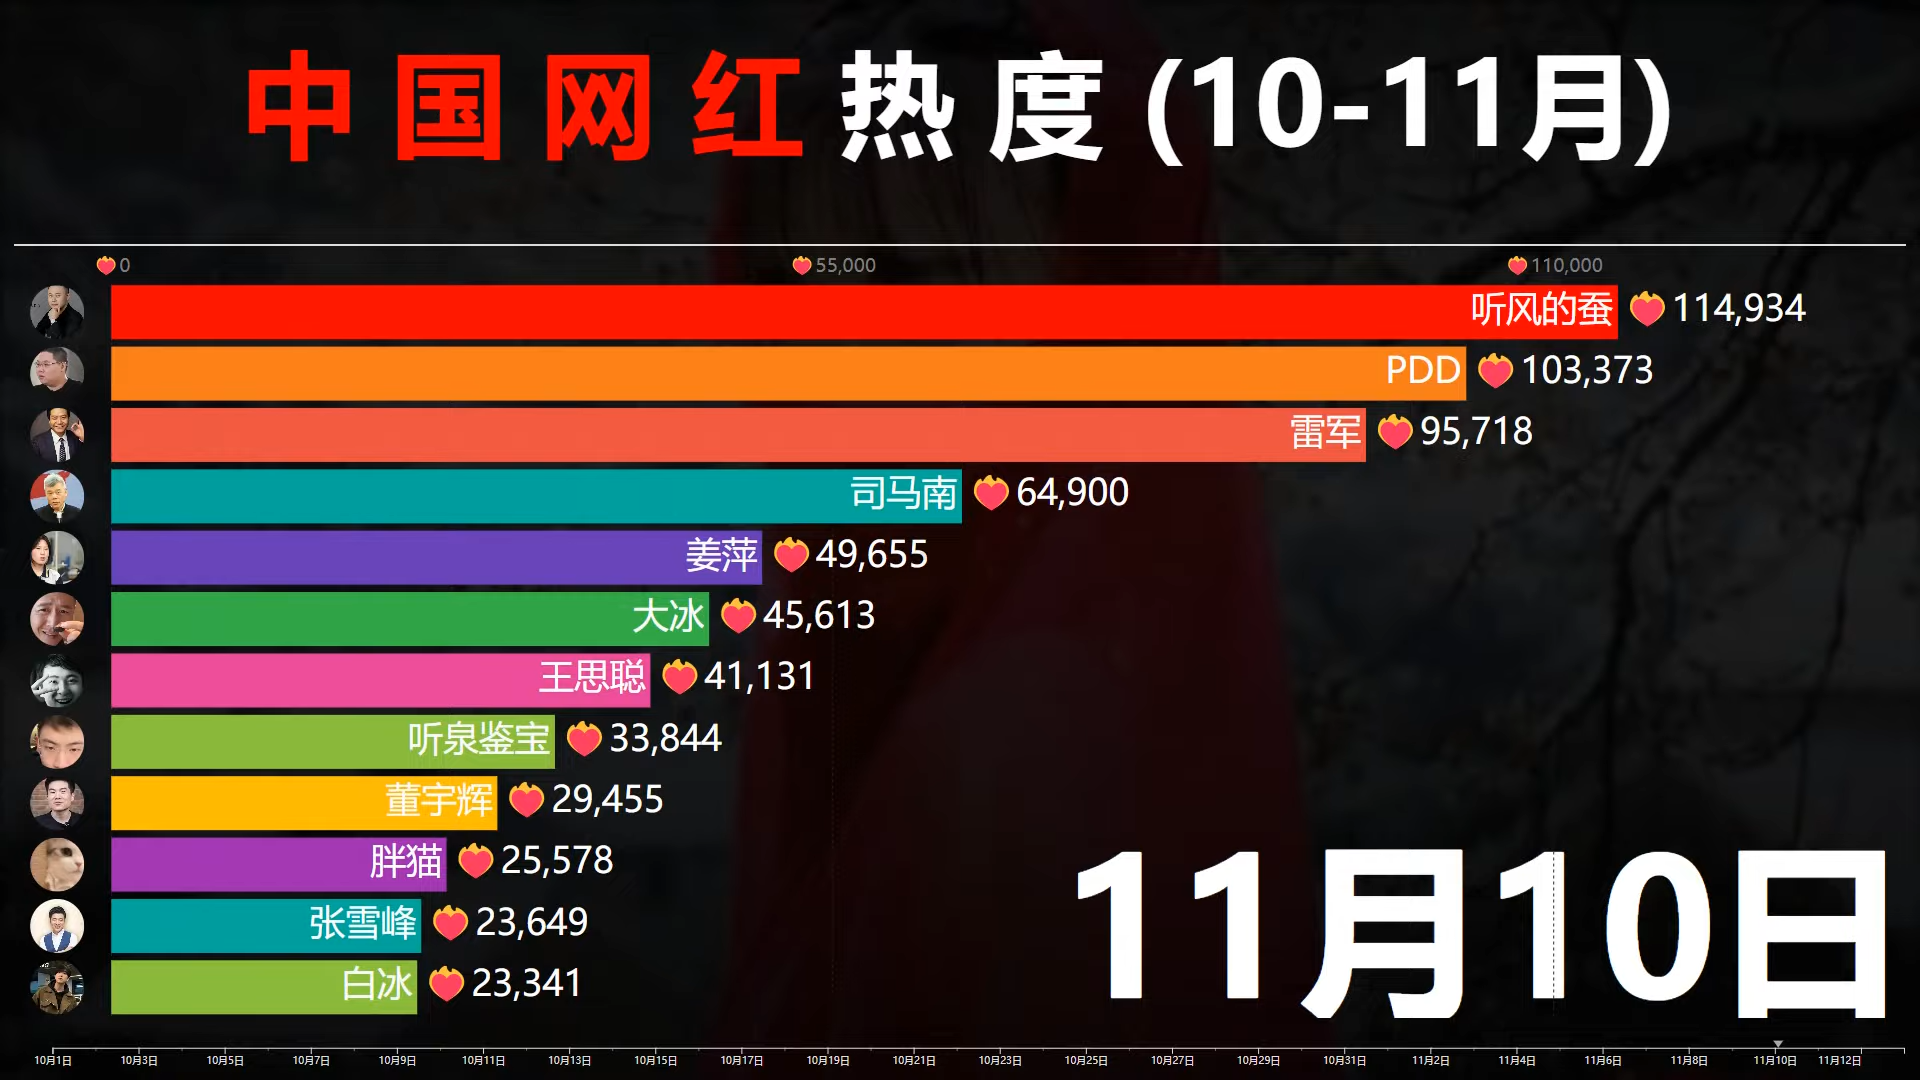 中国网红热度(10-11月)
0 55,000 110,000
听风的蚕 114,934
PDD 103,373
雷军 95,718
司马南 64,900
姜萍 49,655
大冰 45,613
王思聪 41,131
听泉鉴宝 33,844
董宇辉 29,455
胖猫 25,578
张雪峰 23,649
白冰 23,341
11月10日
10月1日 10月3日 10月5日 10月7日 10月9日 10月11日 10月13日 10月15日 10月17日 10月19日 10月21日 10月23日 10月25日 10月27日 10月29日 10月31日 11月2日 11月4日 11月6日 11月8日 11月10日 11月12日